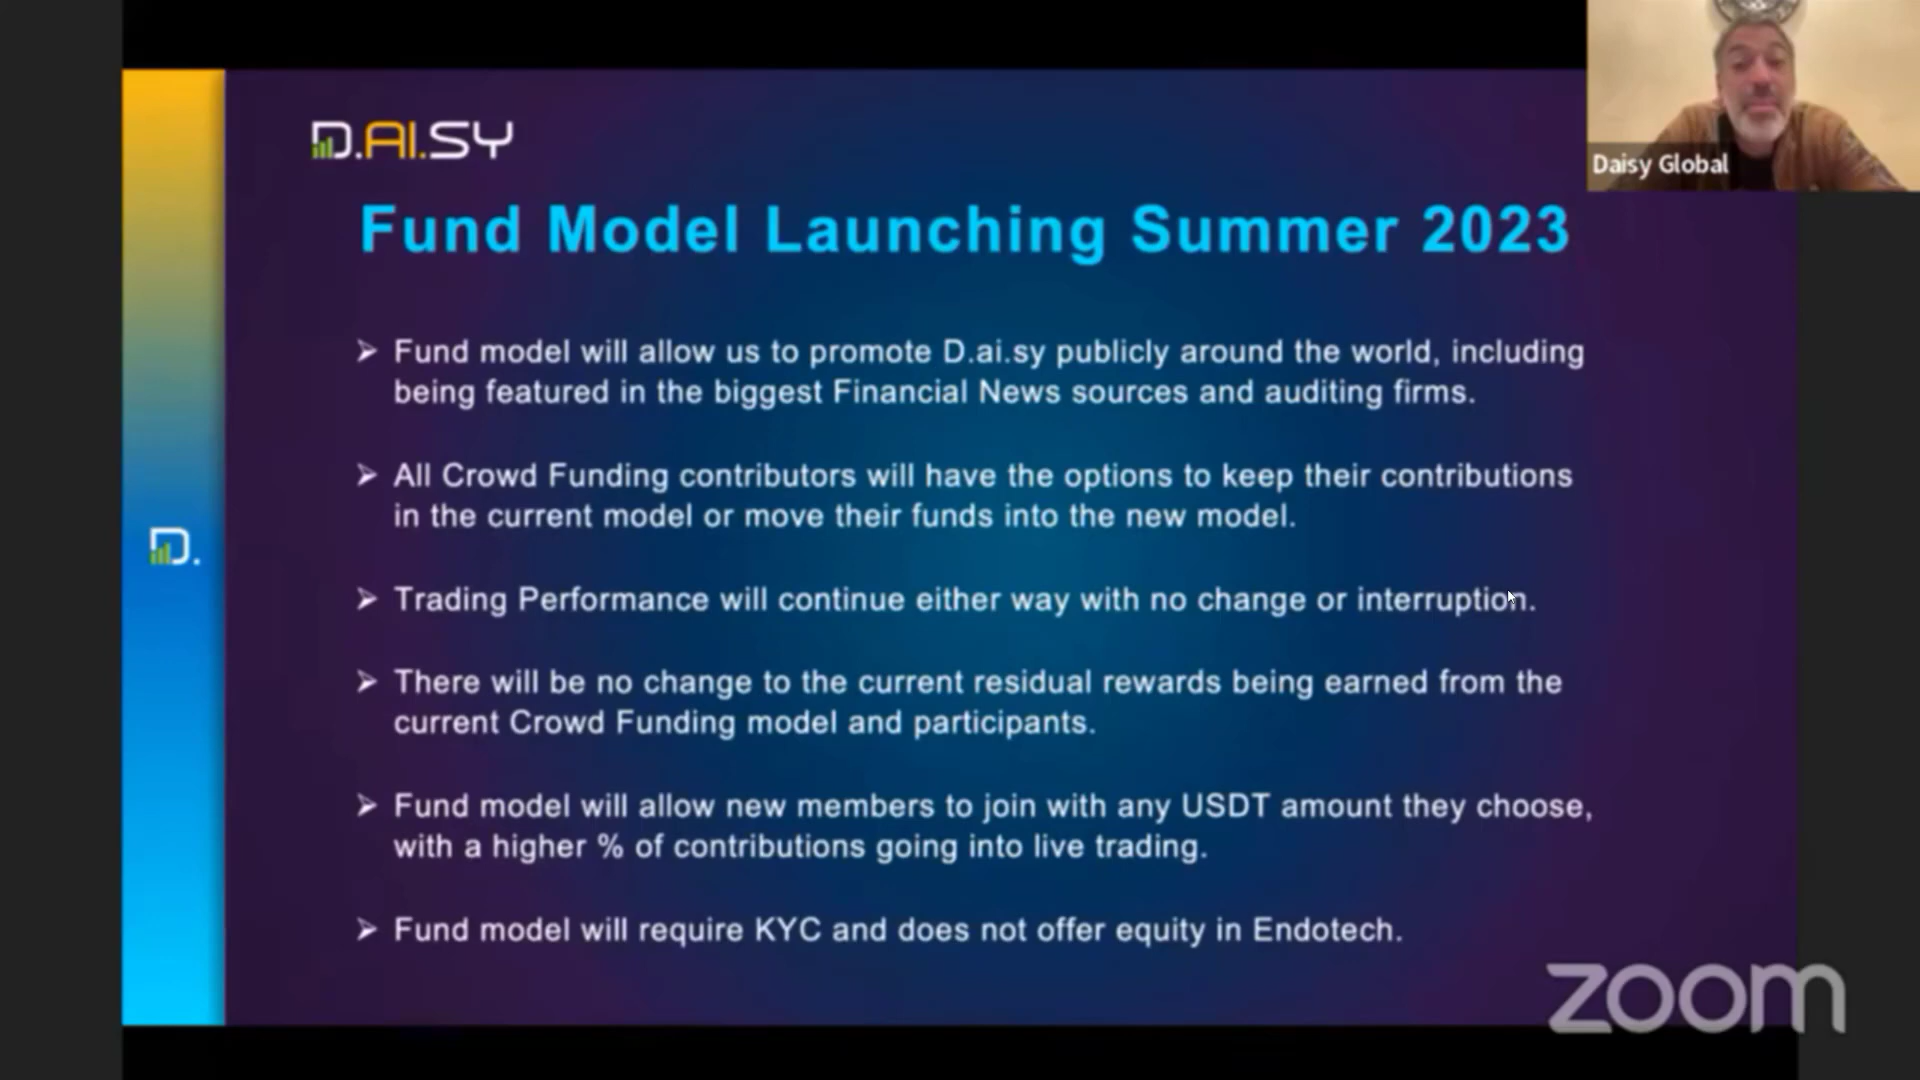 D.AI.SY
Daisy Global
Fund Model Launching Summer 2023
➢ Fund model will allow us to promote D.ai.sy publicly around the world, including
being featured in the biggest Financial News sources and auditing firms.
➢ All Crowd Funding contributors will have the options to keep their contributions
in the current model or move their funds into the new model.
➢ Trading Performance will continue either way with no change or interruption.
D.
➢ There will be no change to the current residual rewards being earned from the
current Crowd Funding model and participants.
➢ Fund model will allow new members to join with any USDT amount they choose,
with a higher % of contributions going into live trading.
➢ Fund model will require KYC and does not offer equity in Endotech.
zoom